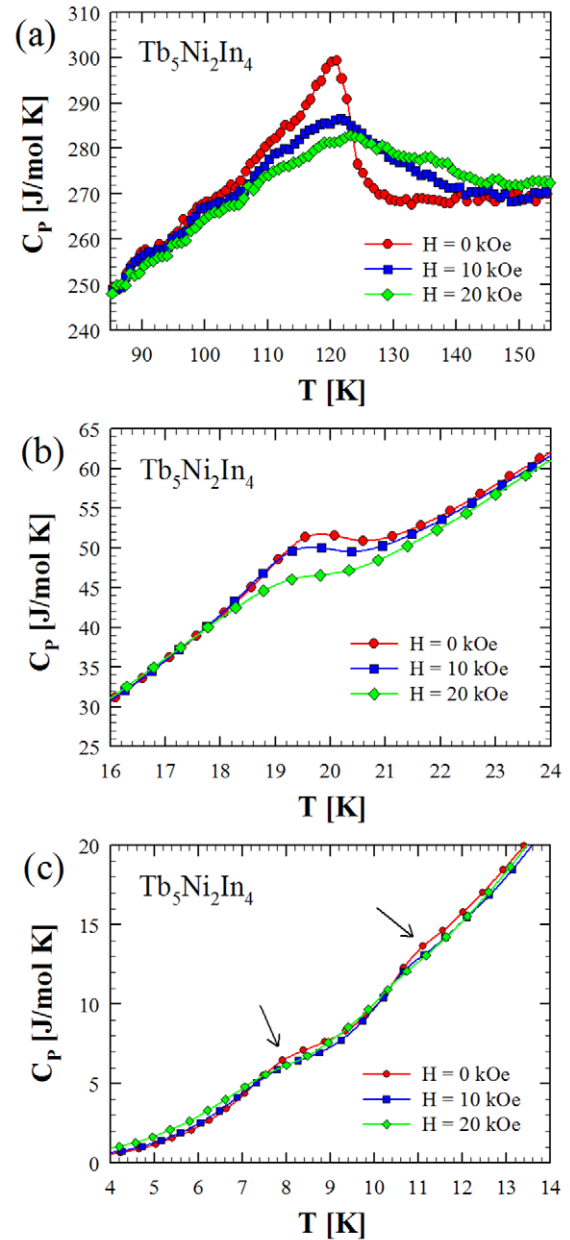 (a)
Tb₅Ni₂In₄
C_P [J/mol K]
310
300
290
280
270
260
250
240
H = 0 kOe
H = 10 kOe
H = 20 kOe
90 100 110 120 130 140 150
T [K]
(b)
Tb₅Ni₂In₄
C_P [J/mol K]
65
60
55
50
45
40
35
30
25
H = 0 kOe
H = 10 kOe
H = 20 kOe
16 17 18 19 20 21 22 23 24
T [K]
(c)
Tb₅Ni₂In₄
C_P [J/mol K]
20
15
10
5
0
H = 0 kOe
H = 10 kOe
H = 20 kOe
4 5 6 7 8 9 10 11 12 13 14
T [K]